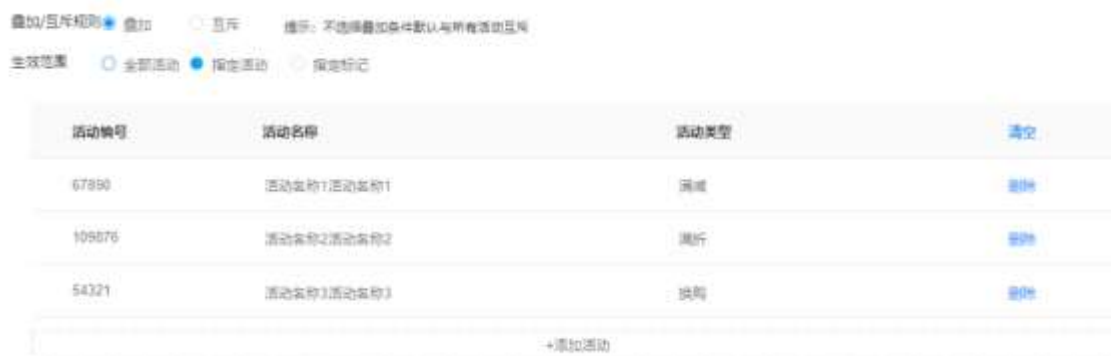 叠加/互斥规则 叠加 互斥 提示：不选择叠加条件默认与所有活动互斥
生效范围 全部活动 指定活动 指定标记
活动编号 活动名称 活动类型 清空
67890 活动名称1活动名称1 满减 删除
109876 活动名称2活动名称2 满折 删除
54321 活动名称3活动名称3 换购 删除
+添加活动